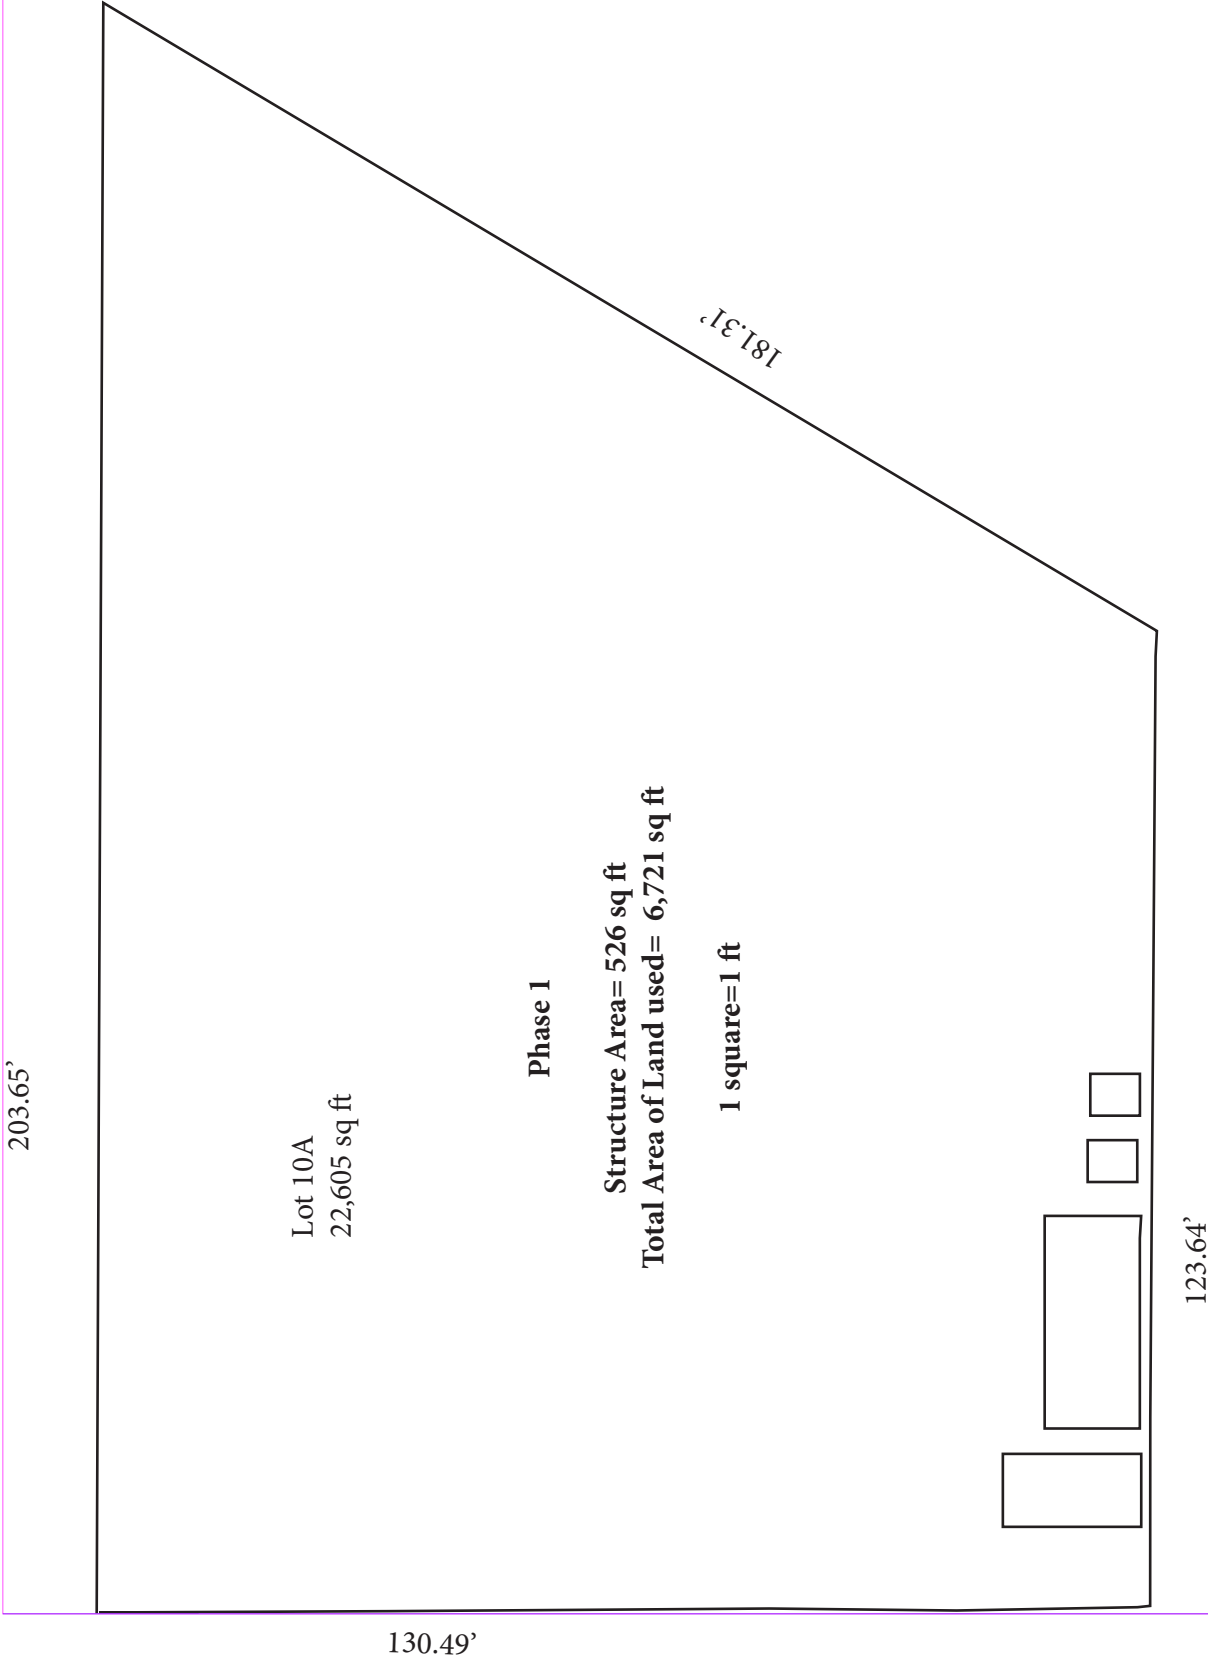 203.65’
Lot 10A
22,605 sq ft
Phase 1
Structure Area= 526 sq ft
Total Area of Land used= 6,721 sq ft
1 square=1 ft
181.31’
123.64’
130.49’